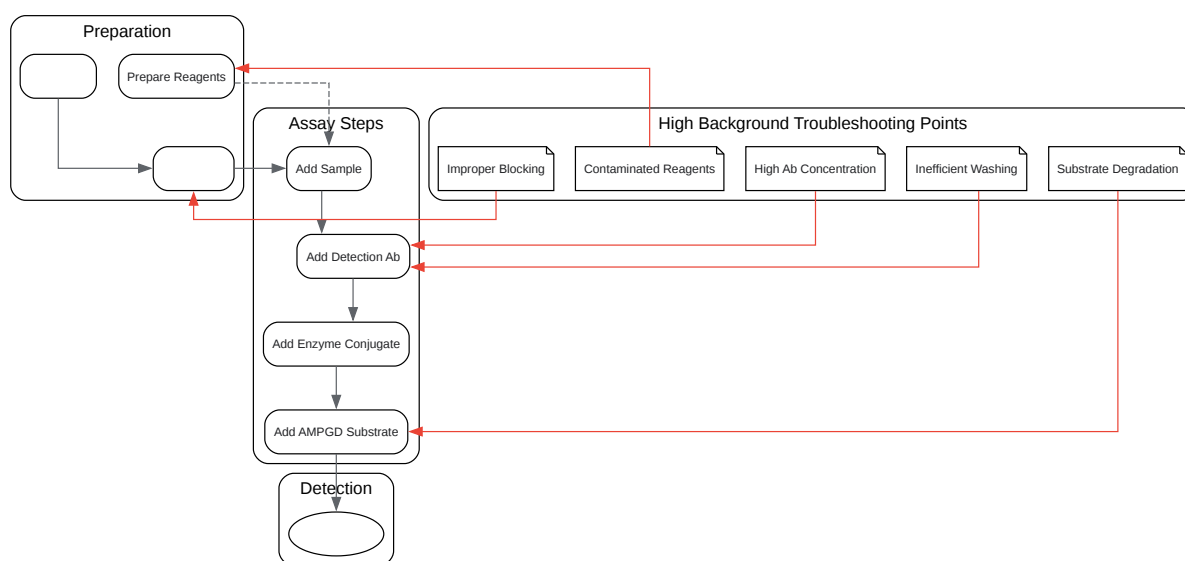 Preparation
Prepare Reagents
Assay Steps
High Background Troubleshooting Points
Add Sample
Improper Blocking
Contaminated Reagents
High Ab Concentration
Inefficient Washing
Substrate Degradation
Add Detection Ab
Add Enzyme Conjugate
Add AMPGD Substrate
Detection